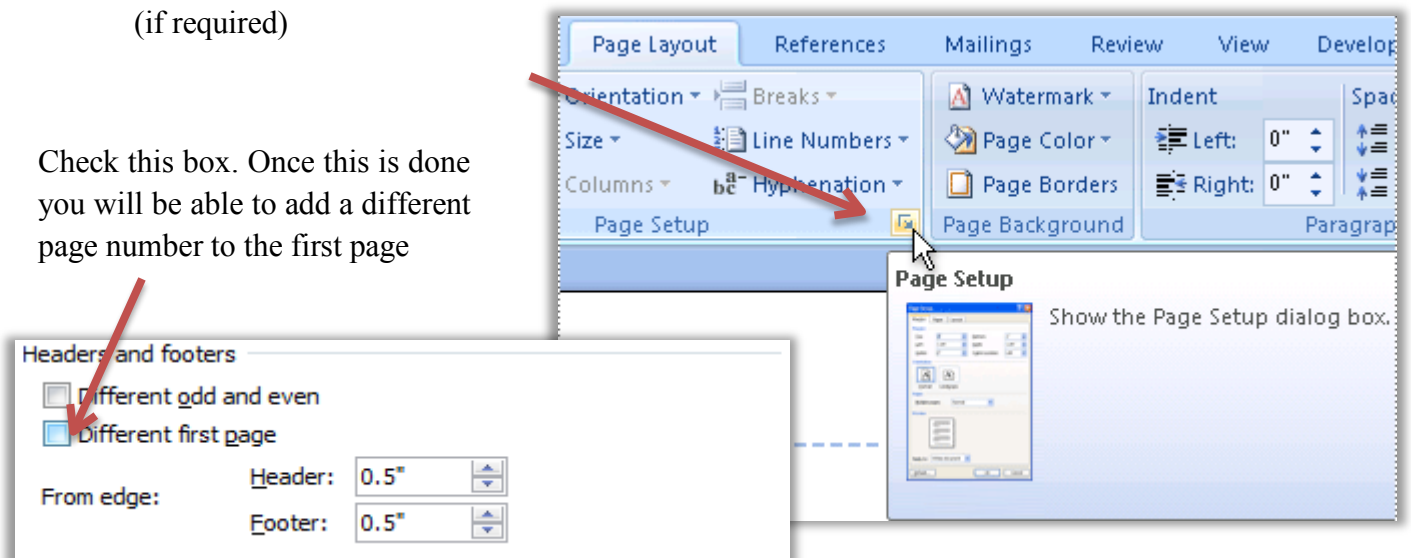 (if required)
Page Layout References Mailings Review View Develop
Orientation Breaks Watermark Indent Spac
Size Line Numbers Page Color Left: 0"
Columns Hyphenation Page Borders Right: 0"
Page Setup Page Background Paragrap
Check this box. Once this is done
you will be able to add a different
page number to the first page
Page Setup
Show the Page Setup dialog box.
Headers and footers
Different odd and even
Different first page
From edge:
Header: 0.5"
Footer: 0.5"